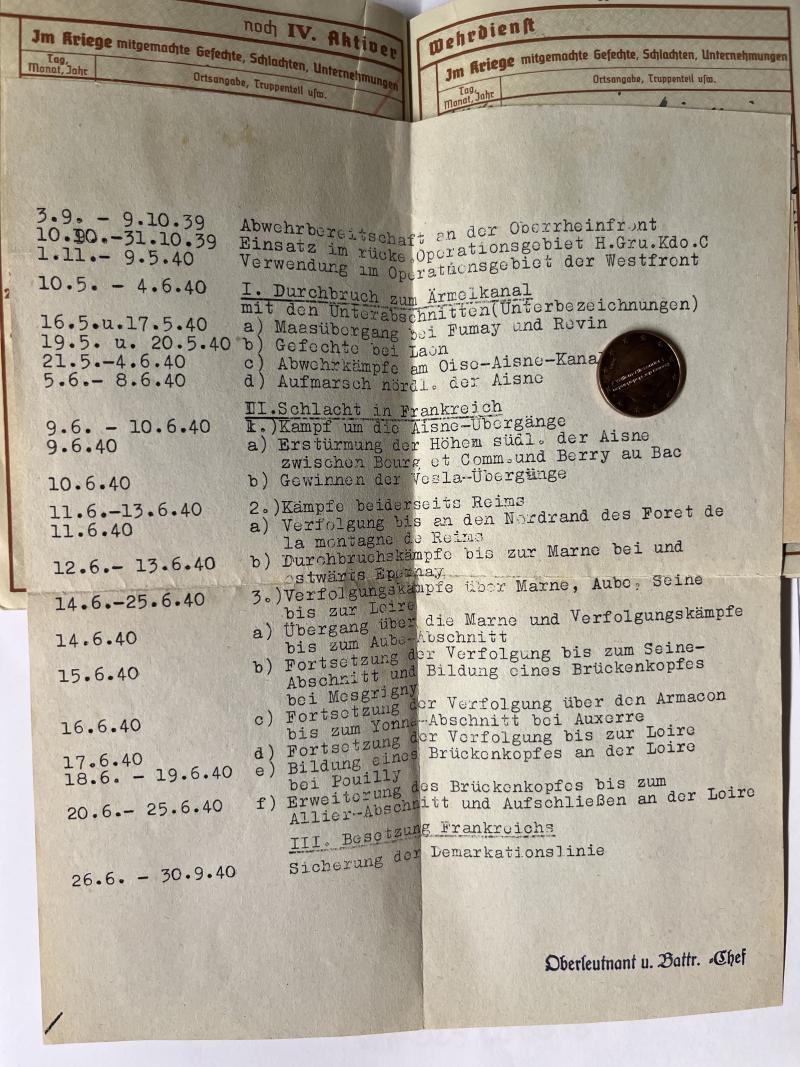 noch IV. Aktiver Wehrdienst
Im Kriege mitgemachte Gefechte, Schlachten, Unternehmungen
Im Kriege mitgemachte Gefechte, Schlachten, Unternehmungen
Tag, Monat, Jahr
Ortsangabe, Truppenteil usw.
Tag, Monat, Jahr
Ortsangabe, Truppenteil usw.
3.9. - 9.10.39 Abwehrbereitschaft an der Oberrheinfront
10.10.-31.10.39 Einsatz im rückw.Operationsgebiet H.Gru.Kdo.C
1.11.- 9.5.40 Verwendung im Operationsgebiet der Westfront
10.5. - 4.6.40 I. Durchbruch zum Ärmelkanal
mit den Unterabschnitten(Unterbezeichnungen)
16.5.u.17.5.40 a) Maasübergang bei Fumay und Revin
19.5. u. 20.5.40 b) Gefechte bei Laon
21.5.-4.6.40 c) Abwehrkämpfe am Oise-Aisne-Kanal
5.6.- 8.6.40 d) Aufmarsch nördl. der Aisne
II.Schlacht in Frankreich
9.6. - 10.6.40 1.)Kampf um die Aisne-Übergänge
9.6.40 a) Erstürmung der Höhem südl. der Aisne
zwischen Bourg et Comm.und Berry au Bac
10.6.40 b) Gewinnen der Vesla-Übergänge
11.6.-13.6.40 2.)Kämpfe beiderseits Reims
11.6.40 a) Verfolgung bis an den Nordrand des Foret de
la montagne de Reims
12.6.- 13.6.40 b) Durchbruchskämpfe bis zur Marne bei und
ostwärts Epernay
14.6.-25.6.40 3.)Verfolgungskämpfe über Marne, Aube, Seine
bis zur Loire
14.6.40 a) Übergang über die Marne und Verfolgungskämpfe
bis zum Aube-Abschnitt
15.6.40 b) Fortsetzung der Verfolgung bis zum Seine-
Abschnitt und Bildung eines Brückenkopfes
bei Mesgrigny
16.6.40 c) Fortsetzung der Verfolgung über den Armacon
bis zum Yonne-Abschnitt bei Auxerre
17.6.40 d) Fortsetzung der Verfolgung bis zur Loire
18.6. - 19.6.40 e) Bildung eines Brückenkopfes an der Loire
bei Pouilly
20.6.- 25.6.40 f) Erweiterung des Brückenkopfes bis zum
Allier-Abschnitt und Aufschließen an der Loire
III. Besetzung Frankreichs
26.6. - 30.9.40 Sicherung der Demarkationslinie
Oberleutnant u. Battr. -Chef